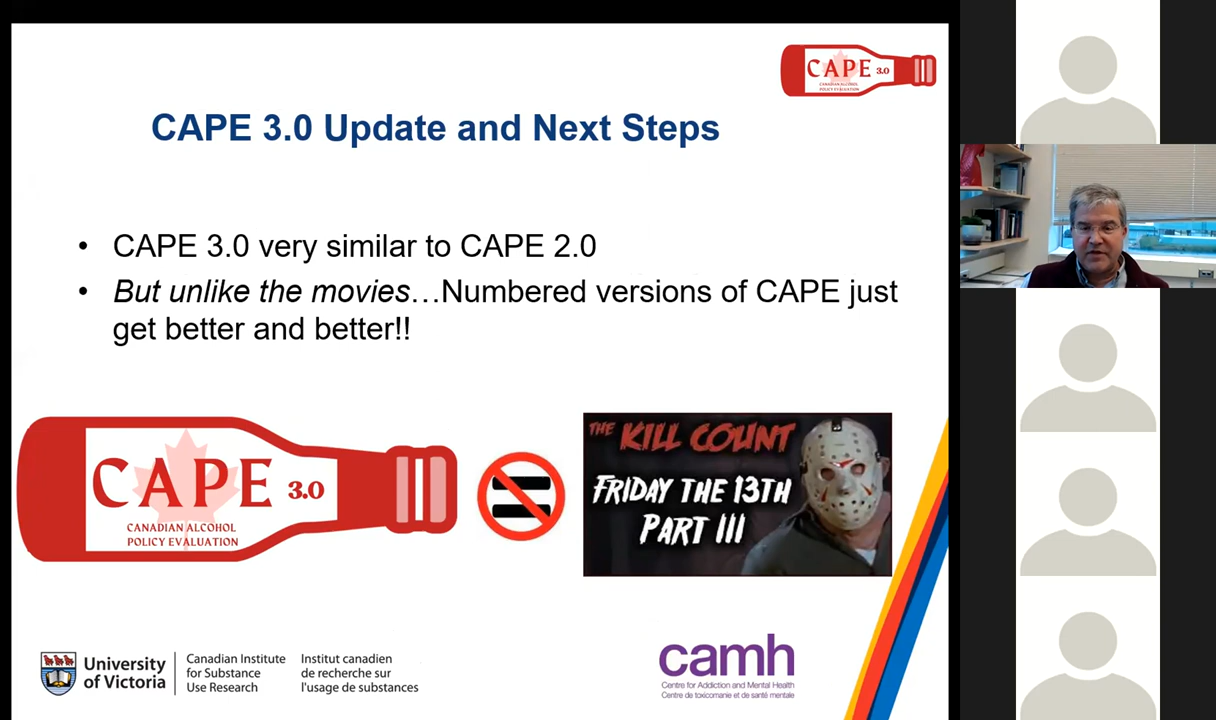 CAPE 3.0
CANADIAN ALCOHOL
POLICY EVALUATION
CAPE 3.0 Update and Next Steps
• CAPE 3.0 very similar to CAPE 2.0
• But unlike the movies…Numbered versions of CAPE just
get better and better!!
CAPE 3.0
CANADIAN ALCOHOL
POLICY EVALUATION
THE KILL COUNT
FRIDAY THE 13TH
PART III
University
of Victoria
Canadian Institute
for Substance
Use Research
Institut canadien
de recherche sur
l'usage de substances
camh
Centre for Addiction and Mental Health
Centre de toxicomanie et de santé mentale